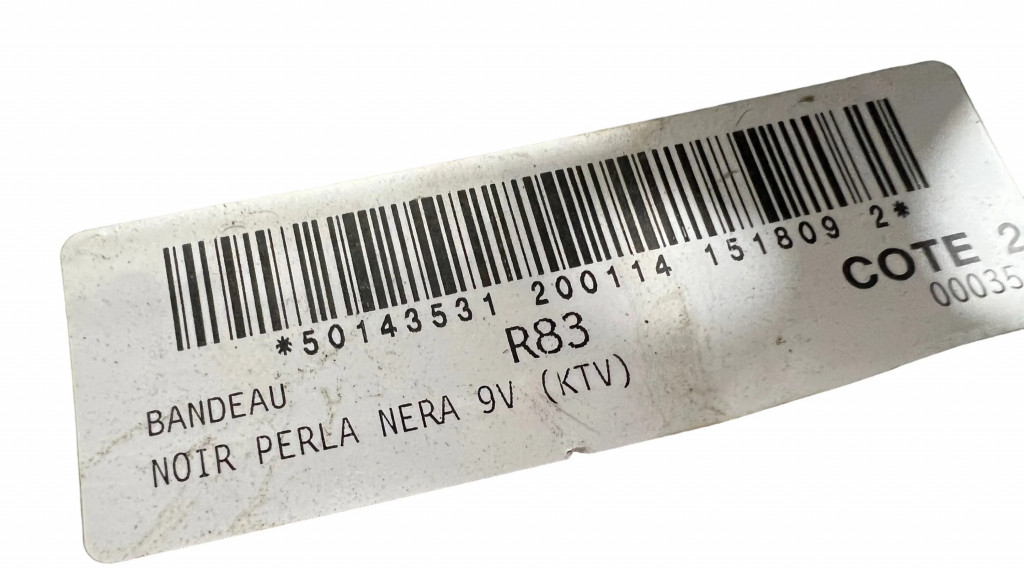 *50143531 200114 151809 2*
R83
COTE 2
00035
BANDEAU
NOIR PERLA NERA 9V (KTV)